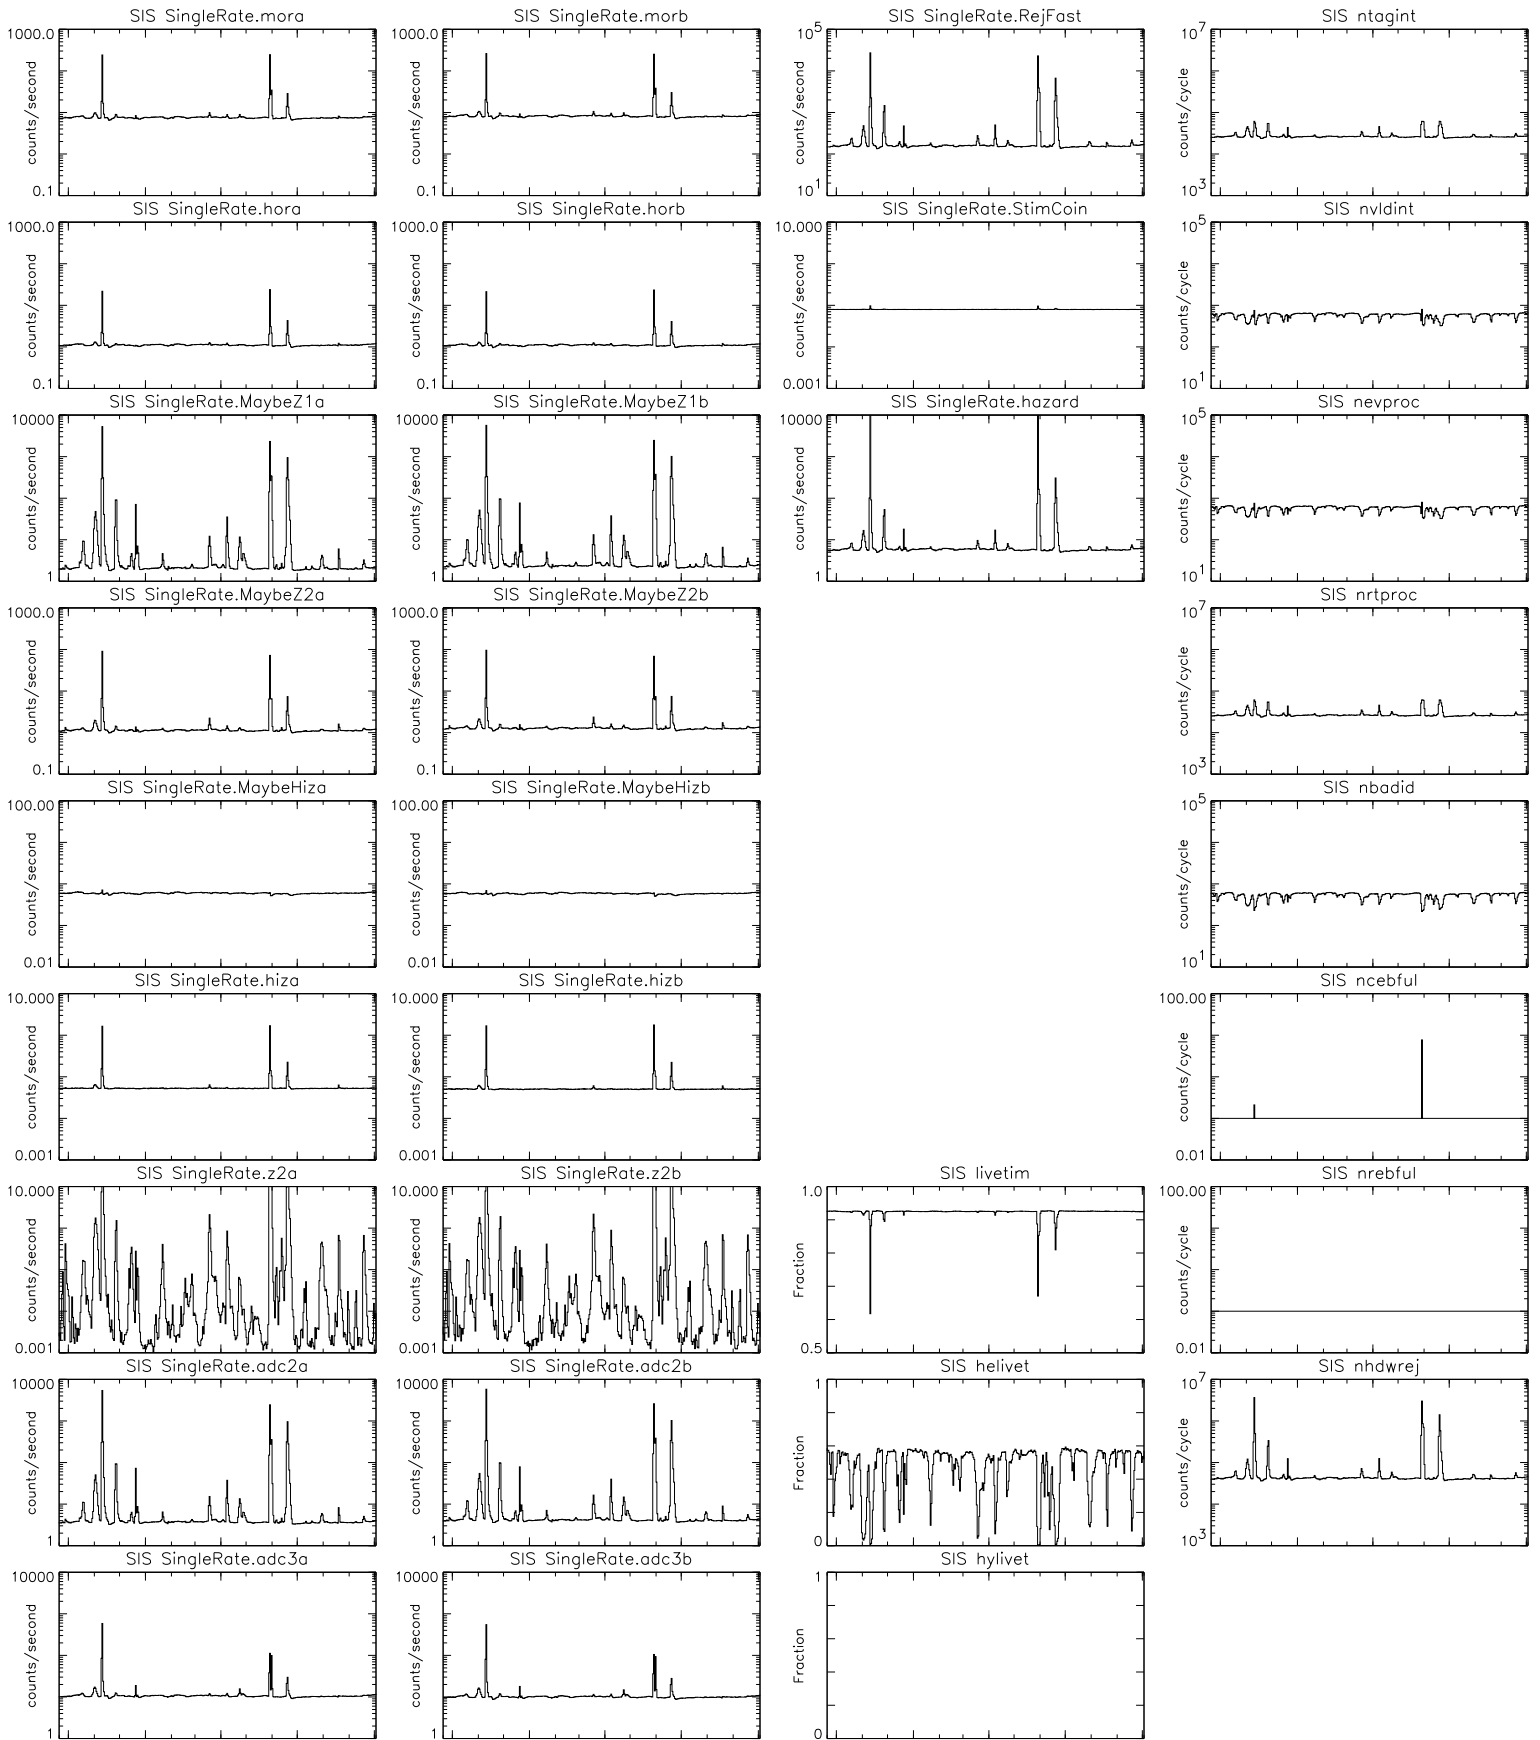 SIS SingleRate.mora
1000.0
counts/second
0.1
SIS SingleRate.morb
1000.0
counts/second
0.1
SIS SingleRate.RejFast
10^5
counts/second
10^1
SIS ntagint
10^7
counts/cycle
10^3
SIS SingleRate.hora
1000.0
counts/second
0.1
SIS SingleRate.horb
1000.0
counts/second
0.1
SIS SingleRate.StimCoin
10.000
counts/second
0.001
SIS nvldint
10^5
counts/cycle
10^1
SIS SingleRate.MaybeZ1a
10000
counts/second
1
SIS SingleRate.MaybeZ1b
10000
counts/second
1
SIS SingleRate.hazard
10000
counts/second
1
SIS nevproc
10^5
counts/cycle
10^1
SIS SingleRate.MaybeZ2a
1000.0
counts/second
0.1
SIS SingleRate.MaybeZ2b
1000.0
counts/second
0.1
SIS nrtproc
10^7
counts/cycle
10^3
SIS SingleRate.MaybeHiza
100.00
counts/second
0.01
SIS SingleRate.MaybeHizb
100.00
counts/second
0.01
SIS nbadid
10^5
counts/cycle
10^1
SIS SingleRate.hiza
10.000
counts/second
0.001
SIS SingleRate.hizb
10.000
counts/second
0.001
SIS ncebful
100.00
counts/cycle
0.01
SIS SingleRate.z2a
10.000
counts/second
0.001
SIS SingleRate.z2b
10.000
counts/second
0.001
SIS livetim
1.0
Fraction
0.5
SIS nrebful
100.00
counts/cycle
0.01
SIS SingleRate.adc2a
10000
counts/second
1
SIS SingleRate.adc2b
10000
counts/second
1
SIS helivet
1
Fraction
0
SIS nhdwrej
10^7
counts/cycle
10^3
SIS SingleRate.adc3a
10000
counts/second
1
SIS SingleRate.adc3b
10000
counts/second
1
SIS hylivet
1
Fraction
0